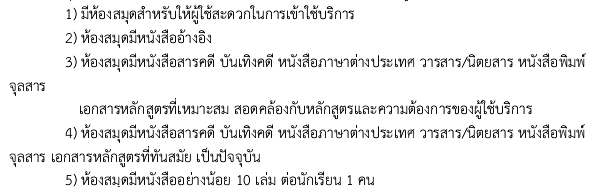 1) มีห้องสมุดสำหรับให้ผู้ใช้สะดวกในการเข้าใช้บริการ
2) ห้องสมุดมีหนังสืออ้างอิง
3) ห้องสมุดมีหนังสือสารคดี บันเทิงคดี หนังสือภาษาต่างประเทศ วารสาร/นิตยสาร หนังสือพิมพ์
จุลสาร
เอกสารหลักสูตรที่เหมาะสม สอดคล้องกับหลักสูตรและความต้องการของผู้ใช้บริการ
4) ห้องสมุดมีหนังสือสารคดี บันเทิงคดี หนังสือภาษาต่างประเทศ วารสาร/นิตยสาร หนังสือพิมพ์
จุลสาร เอกสารหลักสูตรที่ทันสมัย เป็นปัจจุบัน
5) ห้องสมุดมีหนังสืออย่างน้อย 10 เล่ม ต่อนักเรียน 1 คน